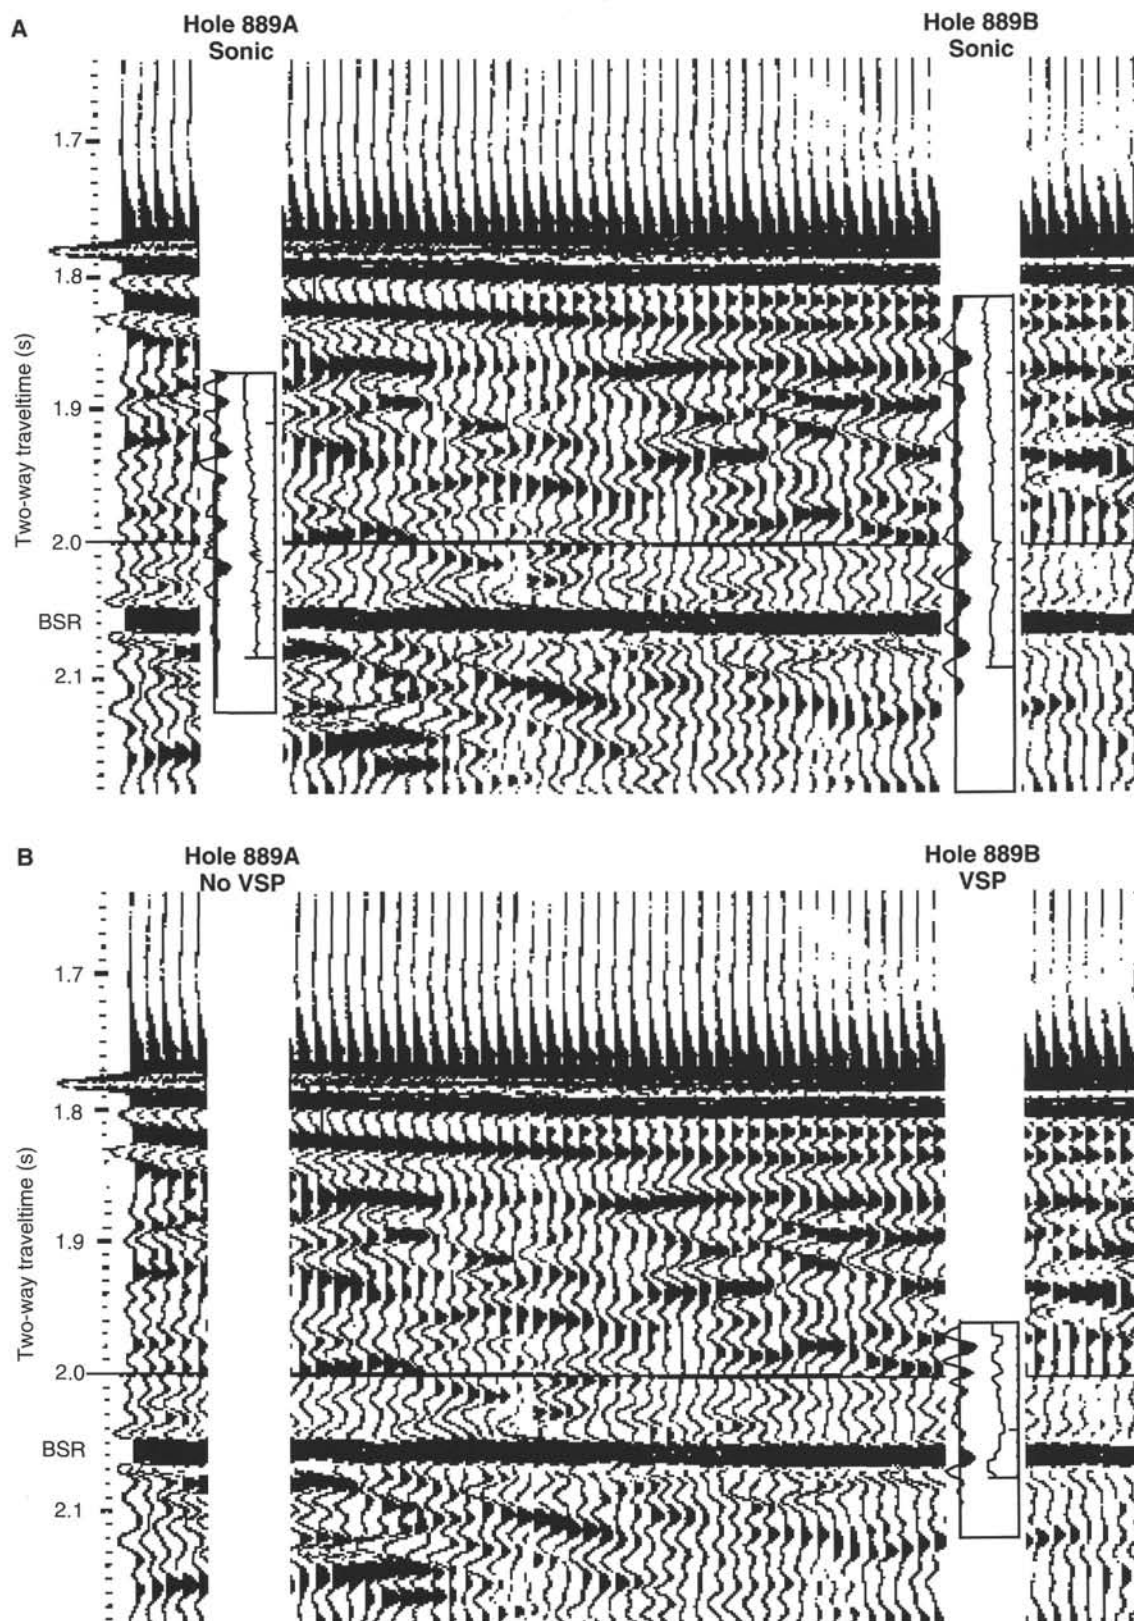 A
Hole 889A
Sonic
Hole 889B
Sonic
1.7
1.8
1.9
2.0
BSR
2.1
Two-way traveltime (s)
B
Hole 889A
No VSP
Hole 889B
VSP
1.7
1.8
1.9
2.0
BSR
2.1
Two-way traveltime (s)